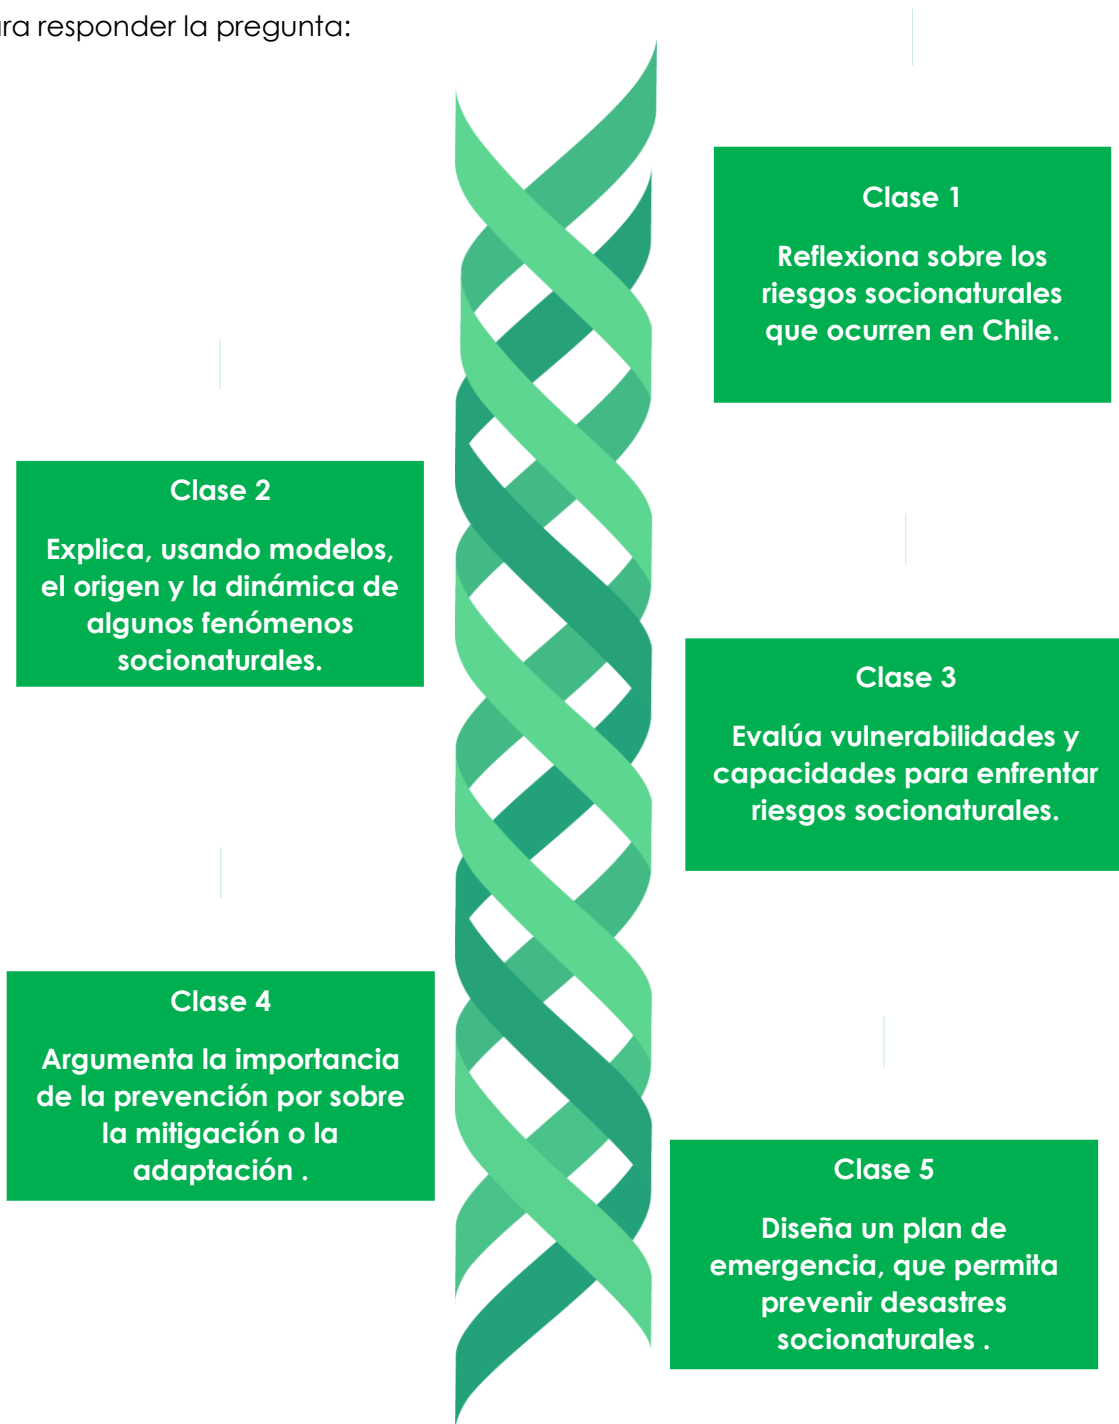 responder la pregunta:
Clase 1
Reflexiona sobre los
riesgos socionaturales
que ocurren en Chile.
Clase 2
Explica, usando modelos,
el origen y la dinámica de
algunos fenómenos
socionaturales.
Clase 3
Evalúa vulnerabilidades y
capacidades para enfrentar
riesgos socionaturales.
Clase 4
Argumenta la importancia
de la prevención por sobre
la mitigación o la
adaptación .
Clase 5
Diseña un plan de
emergencia, que permita
prevenir desastres
socionaturales .